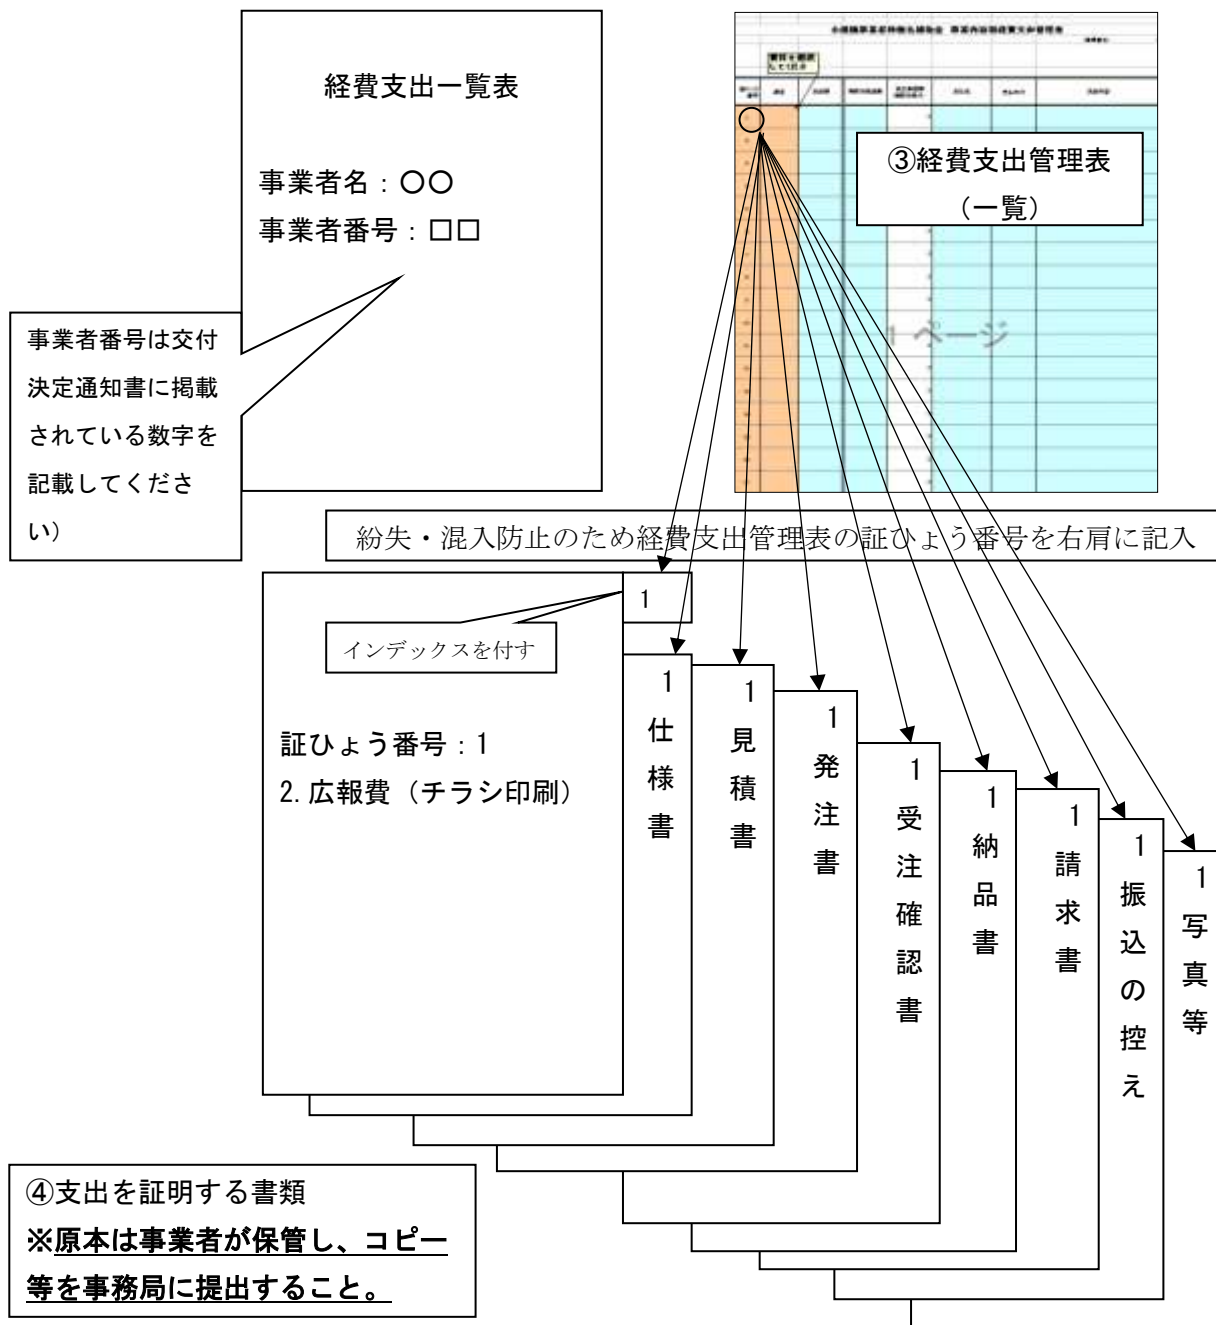 経費支出一覧表
事業者名：○○
事業者番号：□□
事業者番号は交付
決定通知書に掲載
されている数字を
記載してくださ
い）
③経費支出管理表
（一覧）
1 ページ
紛失・混入防止のため経費支出管理表の証ひょう番号を右肩に記入
1
インデックスを付す
証ひょう番号：1
2. 広報費（チラシ印刷）
1仕様書
1見積書
1発注書
1受注確認書
1納品書
1請求書
1振込の控え
1写真等
④支出を証明する書類
※原本は事業者が保管し、コピー
等を事務局に提出すること。